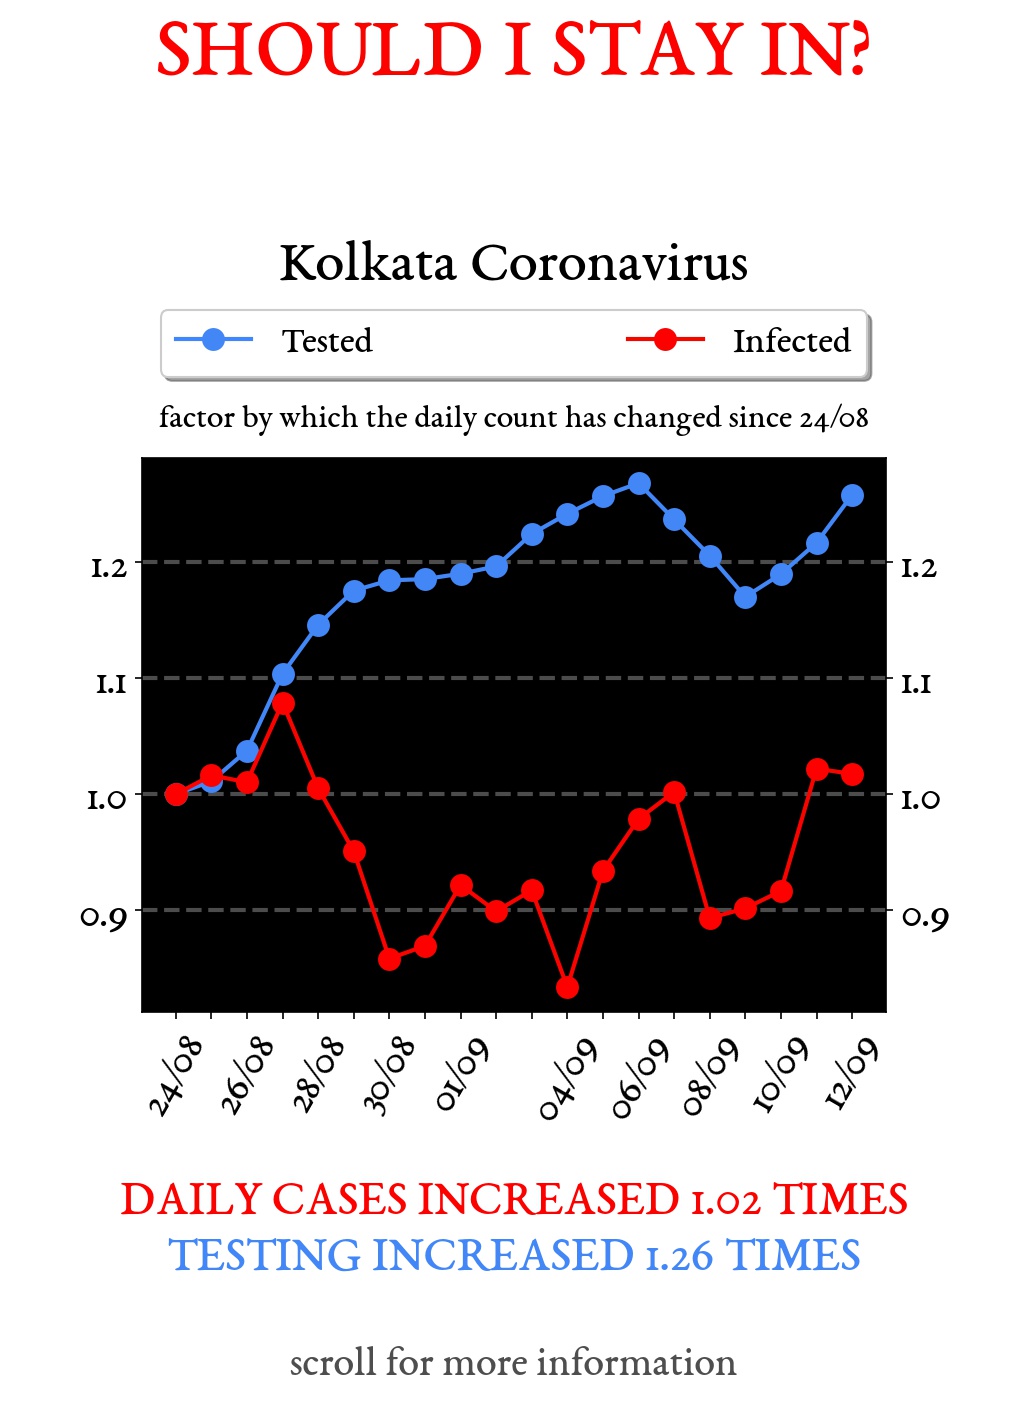 SHOULD I STAY IN?
Kolkata Coronavirus
Tested Infected
factor by which the daily count has changed since 24/08
1.2 1.2
1.1 1.1
1.0 1.0
0.9 0.9
24/08 26/08 28/08 30/08 01/09 04/09 06/09 08/09 10/09 12/09
DAILY CASES INCREASED 1.02 TIMES
TESTING INCREASED 1.26 TIMES
scroll for more information